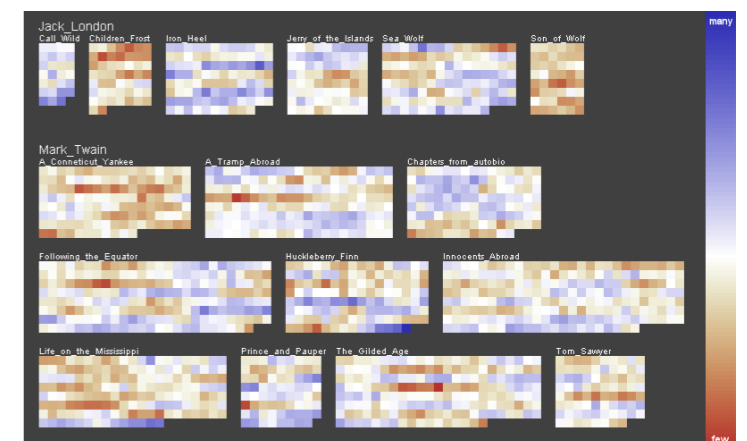 Jack_London
Call_Wild Children_Frost Iron_Heel Jerry_of_the_Islands Sea_Wolf Son_of_Wolf
many
Mark_Twain
A_Conneticut_Yankee A_Tramp_Abroad Chapters_from_autobio
Following_the_Equator Huckleberry_Finn Innocents_Abroad
Life_on_the_Mississippi Prince_and_Pauper The_Gilded_Age Tom_Sawyer
few